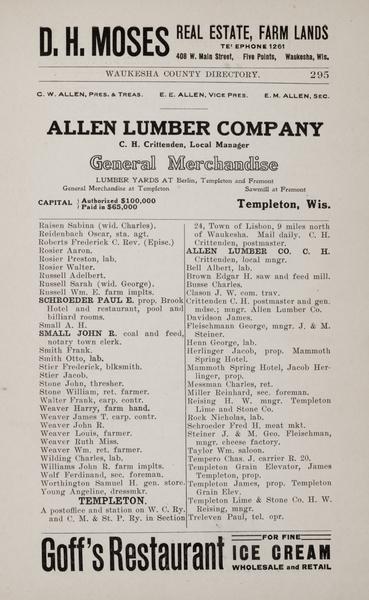 D. H. MOSES
REAL ESTATE, FARM LANDS
TE'EPHONE 1261
408 W. Main Street, Five Points, Waukesha, Wis.
WAUKESHA COUNTY DIRECTORY. 295
C. W. ALLEN, PRES. & TREAS. E. E. ALLEN, VICE PRES. E. M. ALLEN, SEC.
ALLEN LUMBER COMPANY
C. H. Crittenden, Local Manager
General Merchandise
LUMBER YARDS AT Berlin, Templeton and Fremont
General Merchandise at Templeton Sawmill at Fremont
CAPITAL } Authorized $100,000
Paid in $65,000
Templeton, Wis.
Raisen Sabina (wid. Charles).
Reidenbach Oscar, sta. agt.
Roberts Frederick C. Rev. (Episc.)
Rosier Aaron.
Rosier Preston, lab.
Rosier Walter.
Russell Adelbert.
Russell Sarah (wid. George).
Russell Wm. E. farm implts.
SCHROEDER PAUL E. prop. Brook
Hotel and restaurant, pool and
billiard rooms.
Small A. H.
SMALL JOHN R. coal and feed,
notary town clerk.
Smith Frank.
Smith Otto, lab.
Stier Frederick, blksmith.
Stier Jacob.
Stone John, thresher.
Stone William, ret. farmer.
Walter Frank, carp. contr.
Weaver Harry, farm hand.
Weaver James T. carp. contr.
Weaver John R.
Weaver Louis, farmer.
Weaver Ruth Miss.
Weaver Wm. ret. farmer.
Wilding Charles, lab.
Williams John R. farm implts.
Wolf Ferdinand, sec. foreman.
Worthington Samuel H. gen. store.
Young Angeline, dressmkr.
TEMPLETON.
A postoffice and station on W. C. Ry.
and C. M. & St. P. Ry. in Section
24, Town of Lisbon, 9 miles north
of Waukesha. Mail daily. C. H.
Crittenden, postmaster.
ALLEN LUMBER CO. C. H.
Crittenden, local mngr.
Bell Albert, lab.
Brown Edgar H. saw and feed mill.
Busse Charles.
Clason J. W. com. trav.
Crittenden C. H. postmaster and gen.
mdse.; mngr. Allen Lumber Co.
Davidson James.
Fleischmann George, mngr. J. & M.
Steiner.
Henn George, lab.
Herlinger Jacob, prop. Mammoth
Spring Hotel.
Mammoth Spring Hotel, Jacob Her-
linger, prop.
Messman Charles, ret.
Miller Reinhard, sec. foreman.
Reising H. W. mngr. Templeton
Lime and Stone Co.
Rock Nicholas, lab.
Schroeder Fred H. meat mkt.
Steiner J. & M. Geo. Fleischman,
mngr. cheese factory.
Taylor Wm. saloon.
Tempero Chas. J. carrier R. 20.
Templeton Grain Elevator, James
Templeton, prop.
Templeton James, prop. Templeton
Grain Elev.
Templeton Lime & Stone Co. H. W.
Reising, mngr.
Treleven Paul, tel. opr.
Goff's Restaurant
FOR FINE
ICE CREAM
WHOLESALE AND RETAIL